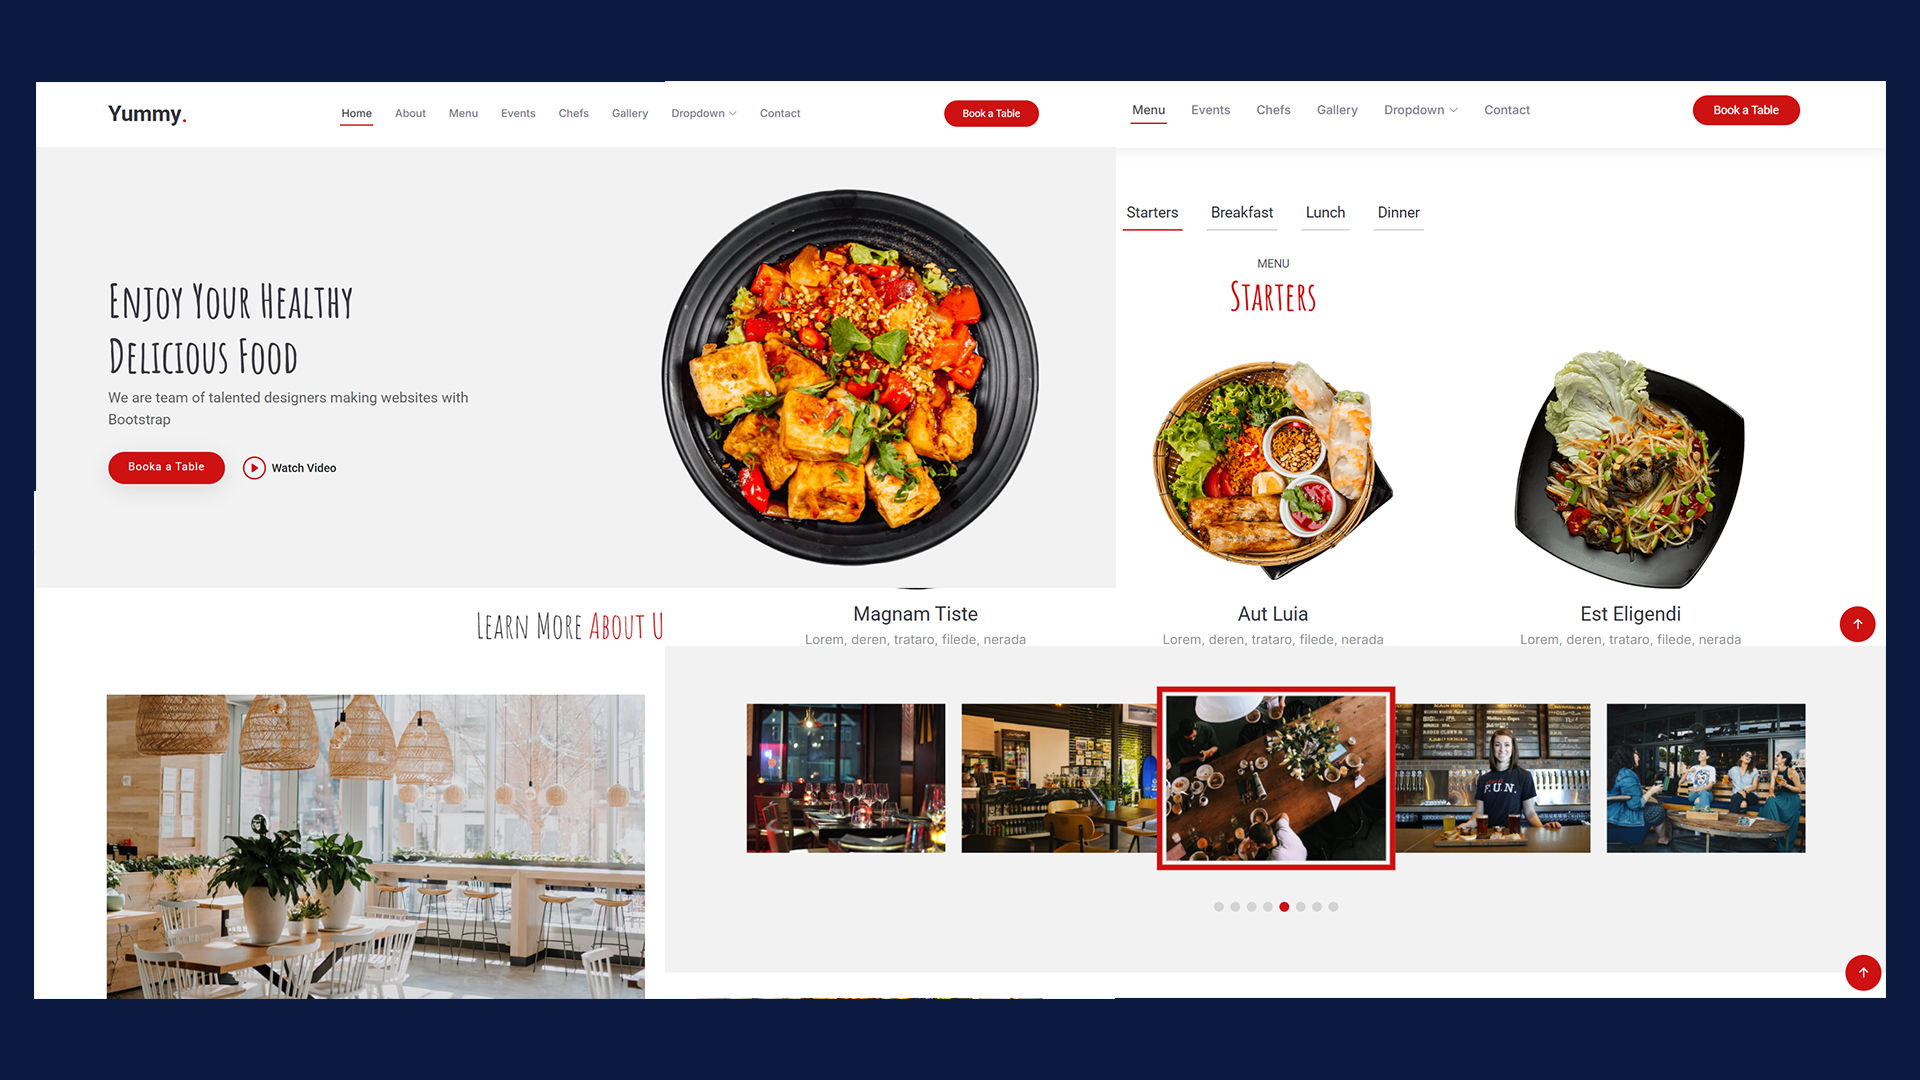 Yummy.
Home About Menu Events Chefs Gallery Dropdown Contact
Book a Table
Menu Events Chefs Gallery Dropdown Contact
Book a Table
Enjoy Your Healthy
Delicious Food
We are team of talented designers making websites with
Bootstrap
Booka a Table
Watch Video
Starters Breakfast Lunch Dinner
MENU
Starters
Magnam Tiste
Lorem, deren, trataro, filede, nerada
Aut Luia
Lorem, deren, trataro, filede, nerada
Est Eligendi
Lorem, deren, trataro, filede, nerada
Learn More About U
F.U.N.